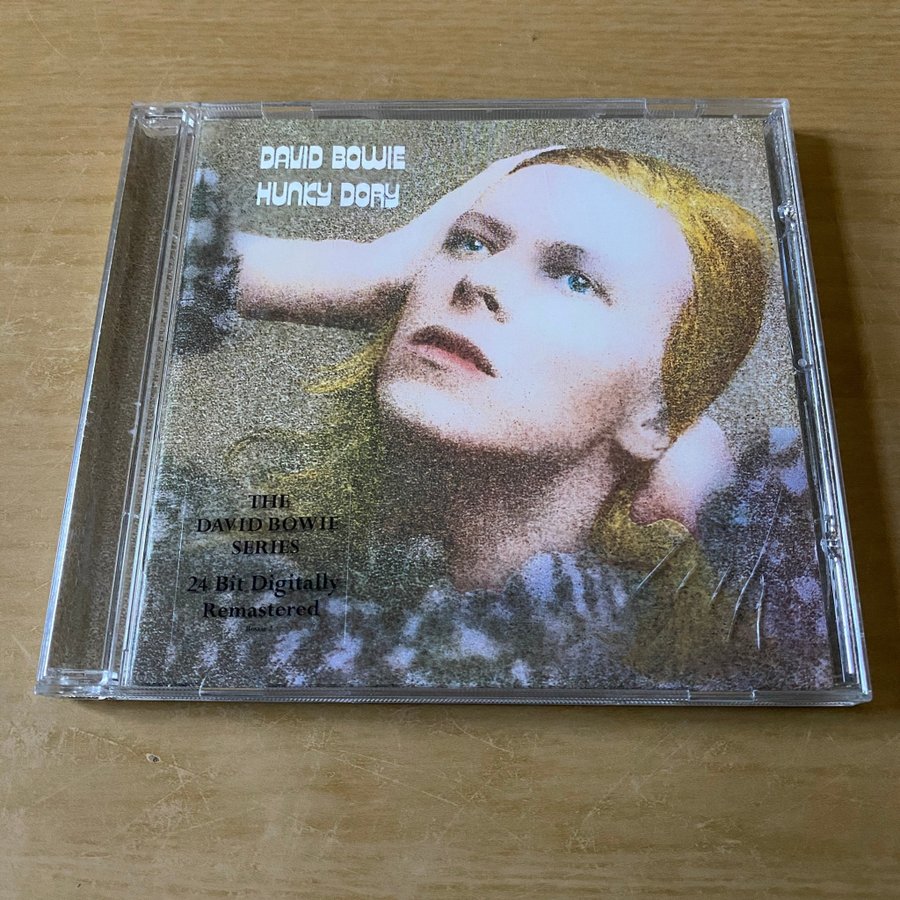 DAVID BOWIE
HUNKY DORY
THE
DAVID BOWIE
SERIES
24 Bit Digitally
Remastered